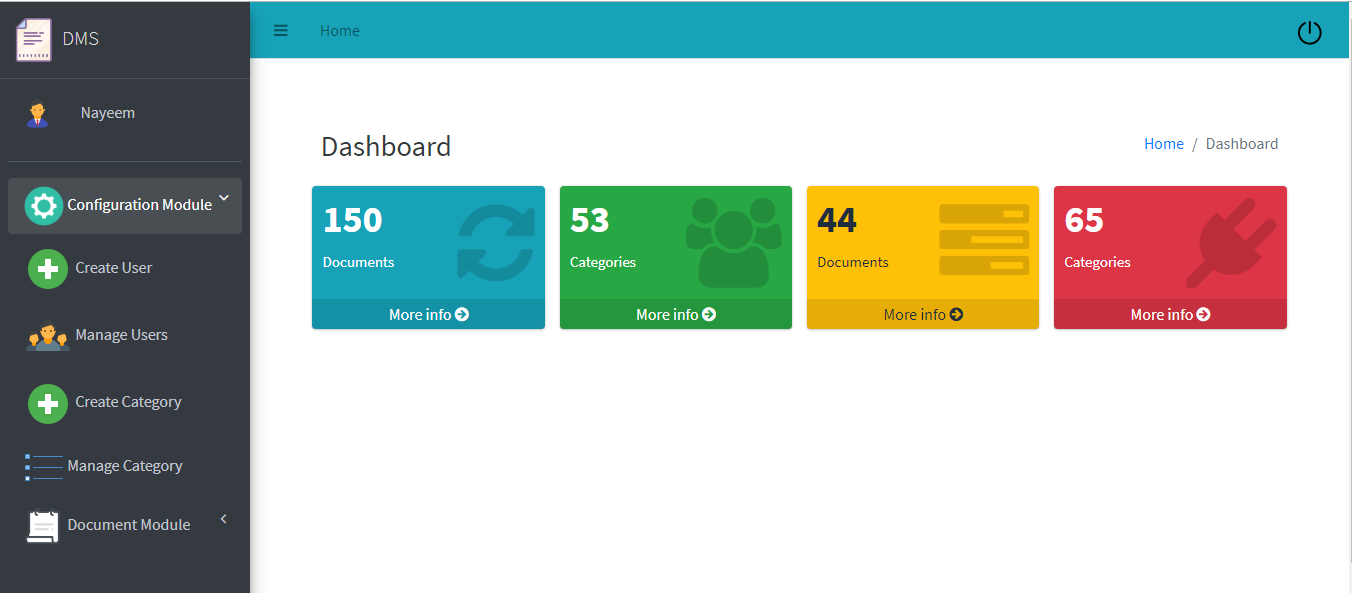 DMS
Home
Nayeem
Dashboard
Home / Dashboard
Configuration Module
Create User
Manage Users
Create Category
Manage Category
Document Module
150
Documents
More info
53
Categories
More info
44
Documents
More info
65
Categories
More info